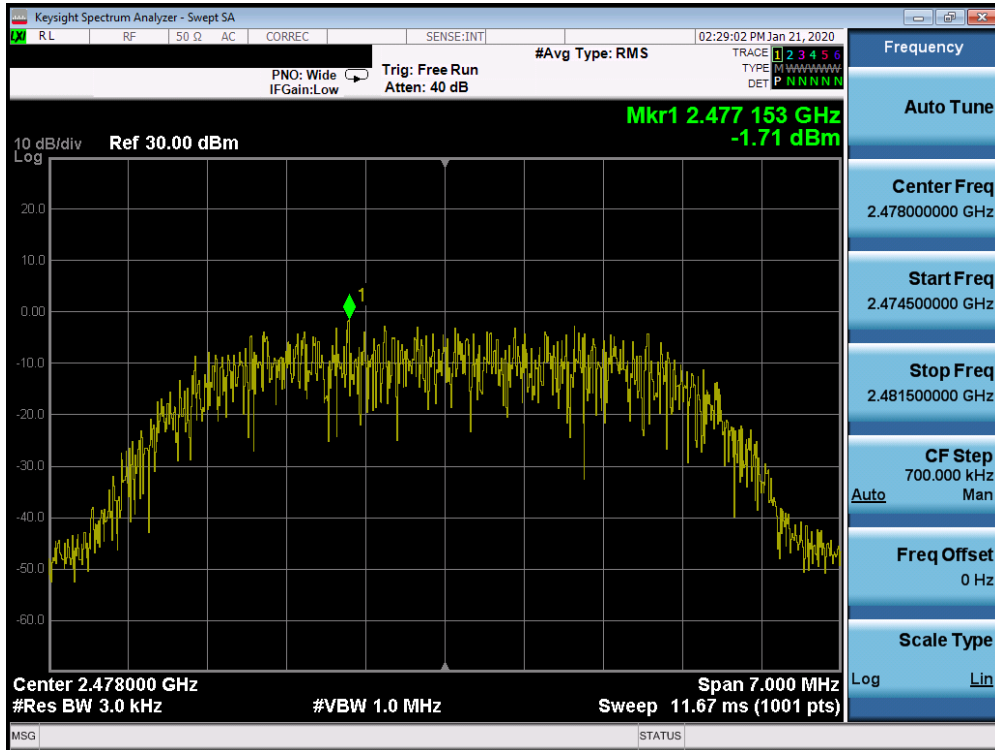 Keysight Spectrum Analyzer - Swept SA
LXI RL RF 50 Ω AC CORREC SENSE:INT 02:29:02 PM Jan 21, 2020
#Avg Type: RMS
TRACE 1 2 3 4 5 6
TYPE M WWWWW
DET P N N N N N
PNO: Wide
IFGain:Low
Trig: Free Run
Atten: 40 dB
Mkr1 2.477 153 GHz
-1.71 dBm
10 dB/div Ref 30.00 dBm
Log
20.0
10.0
0.00
-10.0
-20.0
-30.0
-40.0
-50.0
-60.0
1
Center 2.478000 GHz Span 7.000 MHz
#Res BW 3.0 kHz #VBW 1.0 MHz Sweep 11.67 ms (1001 pts)
MSG STATUS
Frequency
Auto Tune
Center Freq
2.478000000 GHz
Start Freq
2.474500000 GHz
Stop Freq
2.481500000 GHz
CF Step
700.000 kHz
Auto Man
Freq Offset
0 Hz
Scale Type
Log Lin